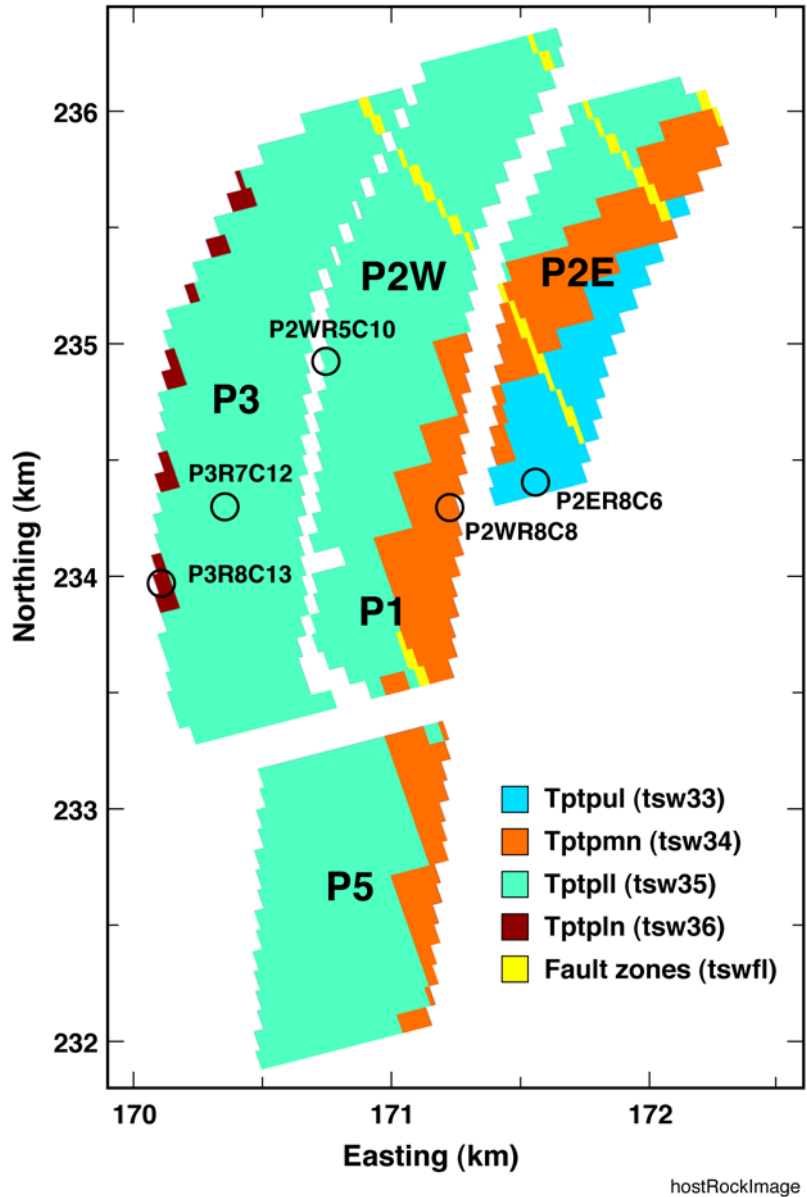 236
P2W
P2E
P2WR5C10
235
P3
P3R7C12
P2ER8C6
P2WR8C8
P3R8C13
234
P1
Northing (km)
Tptpul (tsw33)
233
Tptpmn (tsw34)
P5
Tptpll (tsw35)
Tptpln (tsw36)
Fault zones (tswfl)
232
170
171
172
Easting (km)
hostRockImage